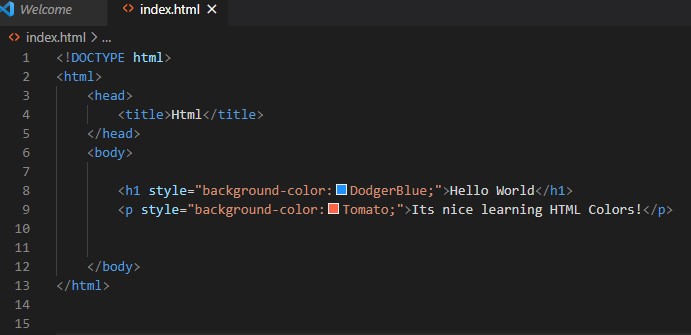 Welcome index.html ×
<> index.html > ...
1 <!DOCTYPE html>
2 <html>
3     <head>
4         <title>Html</title>
5     </head>
6     <body>
7
8         <h1 style="background-color:DodgerBlue;">Hello World</h1>
9         <p style="background-color:Tomato;">Its nice learning HTML Colors!</p>
10
11
12     </body>
13 </html>
14
15